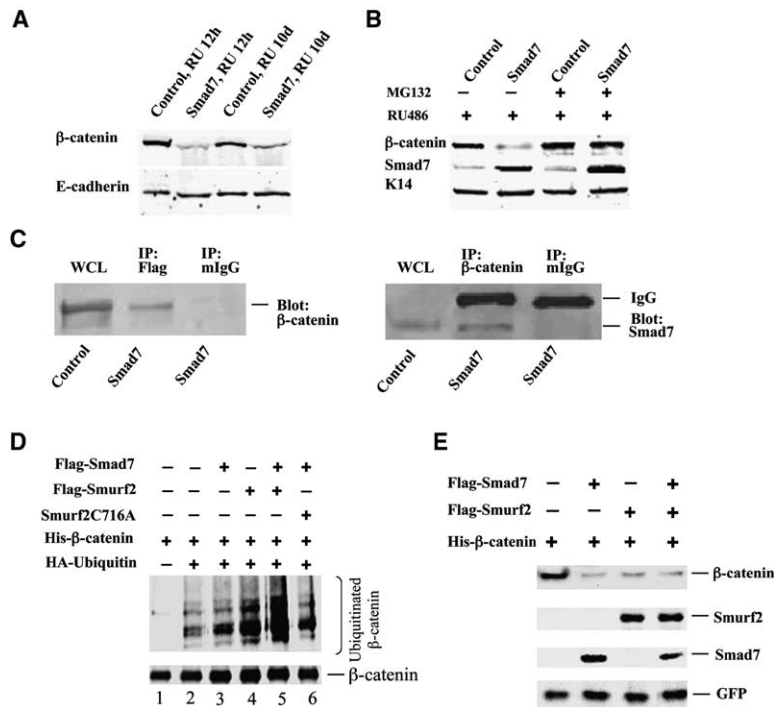 A
Control, RU 12h
Smad7, RU 12h
Control, RU 10d
Smad7, RU 10d
β-catenin
E-cadherin
B
Control
Smad7
Control
Smad7
MG132 – – + +
RU486 + + + +
β-catenin
Smad7
K14
C
WCL
IP: Flag
IP: mIgG
Blot:
β-catenin
Control
Smad7
Smad7
WCL
IP: β-catenin
IP: mIgG
IgG
Blot:
Smad7
Control
Smad7
Smad7
D
Flag-Smad7 – – + – + +
Flag-Smurf2 – – – + + –
Smurf2C716A – – – – – +
His-β-catenin + + + + + +
HA-Ubiquitin – + + + + +
Ubiquitinated
β-catenin
β-catenin
1 2 3 4 5 6
E
Flag-Smad7 – + – +
Flag-Smurf2 – – + +
His-β-catenin + + + +
β-catenin
Smurf2
Smad7
GFP